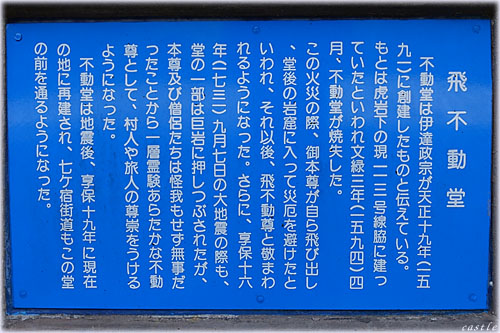 飛不動堂
不動堂は伊達政宗が天正十九年(一五
九一)に創建したものと伝えている。
もとは虎岩下の現一一三号線脇に建っ
ていたといわれ文緑三年(一五九四)四
月、不動堂が焼失した。
この火災の際、御本尊が自ら飛び出し
、堂後の岩窟に入って災厄を避けたと
いわれ、それ以後、飛不動尊と敬まわ
れるようになった。さらに、享保十六
年(一七三一)九月七日の大地震の際も、
堂の一部は巨岩に押しつぶされたが、
本尊及び僧侶たちは怪我もせず無事だ
ったことから一層霊験あらたかな不動
尊として、村人や旅人の尊崇をうける
ようになった。
不動堂は地震後、享保十九年に現在
の地に再建され、七ケ宿街道もこの堂
の前を通るようになった。
castle